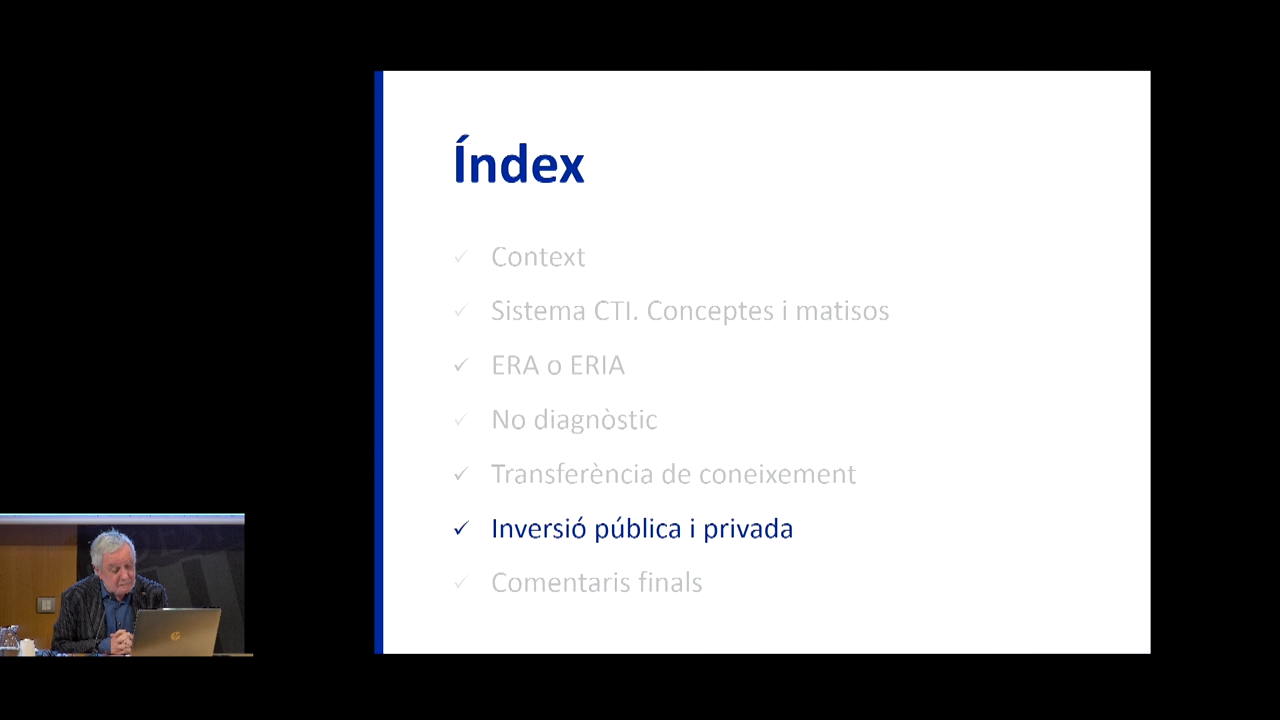 Índex
Context
Sistema CTI. Conceptes i matisos
ERA o ERIA
No diagnòstic
Transferència de coneixement
Inversió pública i privada
Comentaris finals